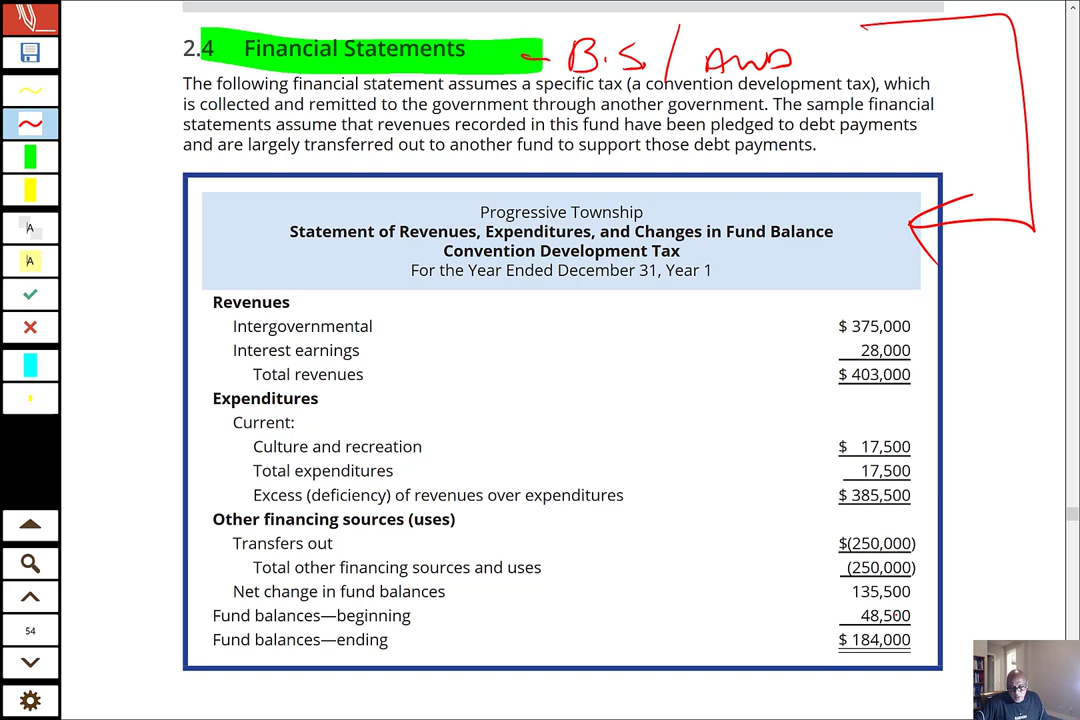 2.4 Financial Statements - B.S. / AND
The following financial statement assumes a specific tax (a convention development tax), which
is collected and remitted to the government through another government. The sample financial
statements assume that revenues recorded in this fund have been pledged to debt payments
and are largely transferred out to another fund to support those debt payments.
Progressive Township
Statement of Revenues, Expenditures, and Changes in Fund Balance
Convention Development Tax
For the Year Ended December 31, Year 1
Revenues
Intergovernmental $ 375,000
Interest earnings 28,000
Total revenues $ 403,000
Expenditures
Current:
Culture and recreation $ 17,500
Total expenditures 17,500
Excess (deficiency) of revenues over expenditures $ 385,500
Other financing sources (uses)
Transfers out $(250,000)
Total other financing sources and uses (250,000)
Net change in fund balances 135,500
Fund balances—beginning 48,500
Fund balances—ending $ 184,000
A
A
54